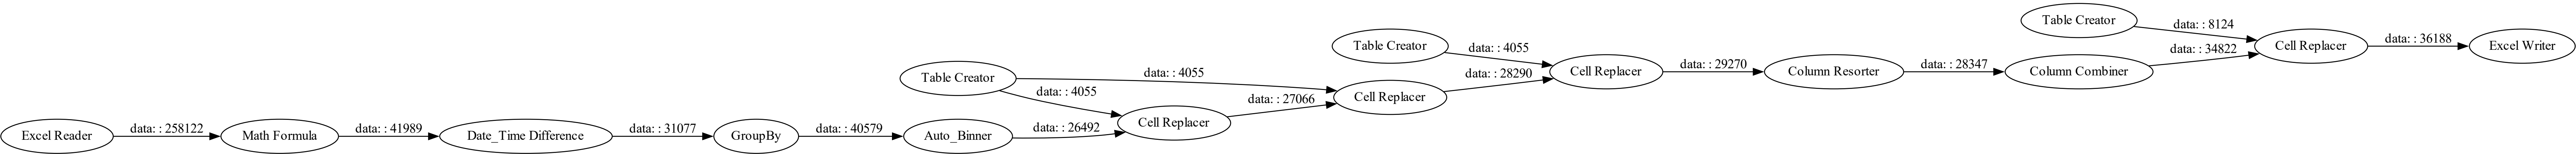 Excel Reader
data: : 258122
Math Formula
data: : 41989
Date_Time Difference
data: : 31077
GroupBy
data: : 40579
Auto_Binner
data: : 26492
Table Creator
data: : 4055
data: : 4055
Cell Replacer
data: : 27066
Cell Replacer
data: : 28290
Table Creator
data: : 4055
Cell Replacer
data: : 29270
Column Resorter
data: : 28347
Column Combiner
data: : 34822
Table Creator
data: : 8124
Cell Replacer
data: : 36188
Excel Writer